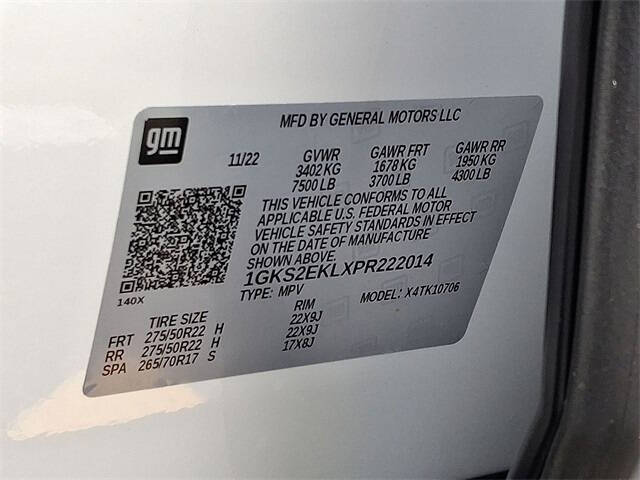 gm
MFD BY GENERAL MOTORS LLC
11/22 GVWR GAWR FRT GAWR RR
3402 KG 1678 KG 1950 KG
7500 LB 3700 LB 4300 LB
THIS VEHICLE CONFORMS TO ALL
APPLICABLE U.S. FEDERAL MOTOR
VEHICLE SAFETY STANDARDS IN EFFECT
ON THE DATE OF MANUFACTURE
SHOWN ABOVE.
1GKS2EKLXPR222014
140X TYPE: MPV MODEL: X4TK10706
TIRE SIZE RIM
FRT 275/50R22 H 22X9J
RR 275/50R22 H 22X9J
SPA 265/70R17 S 17X8J